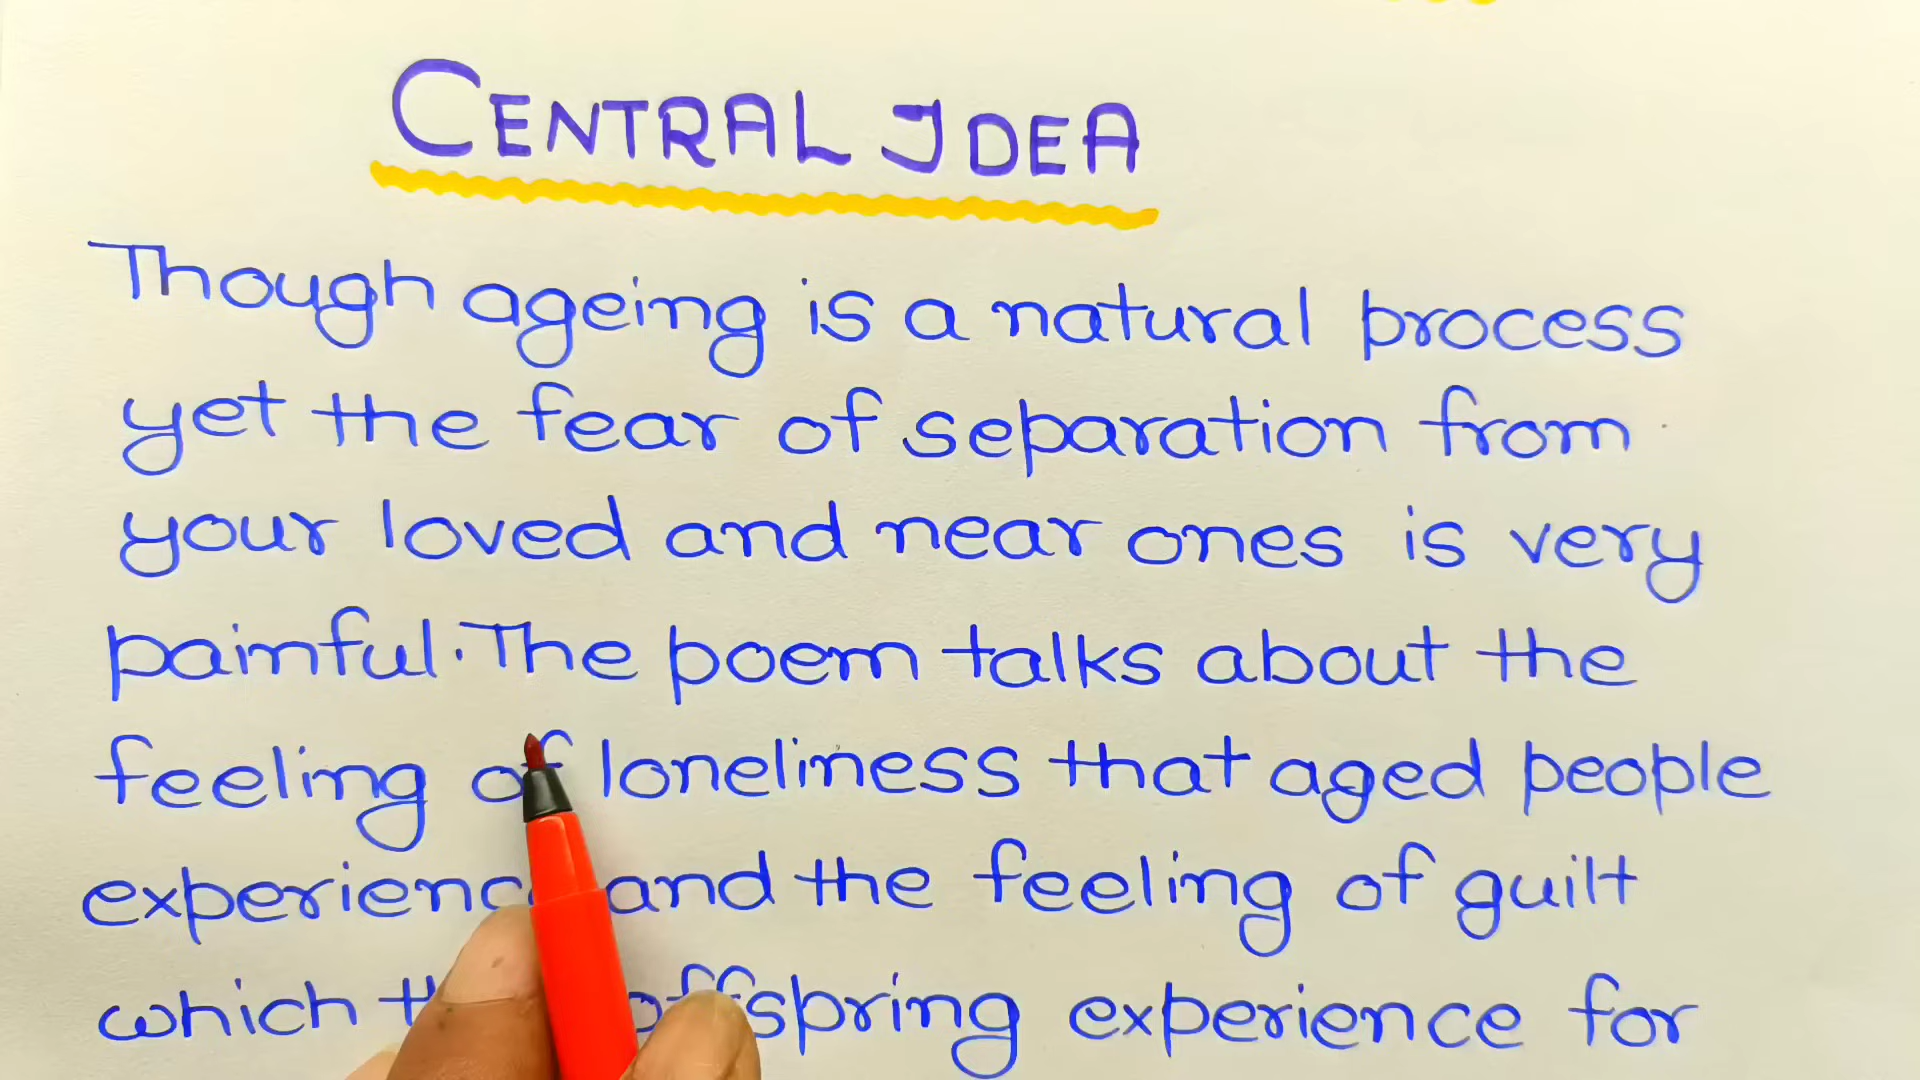 CENTRAL IDEA
Though ageing is a natural process
yet the fear of separation from
your loved and near ones is very
painful. The poem talks about the
feeling of loneliness that aged people
and the feeling of guilt
which offspring experience for